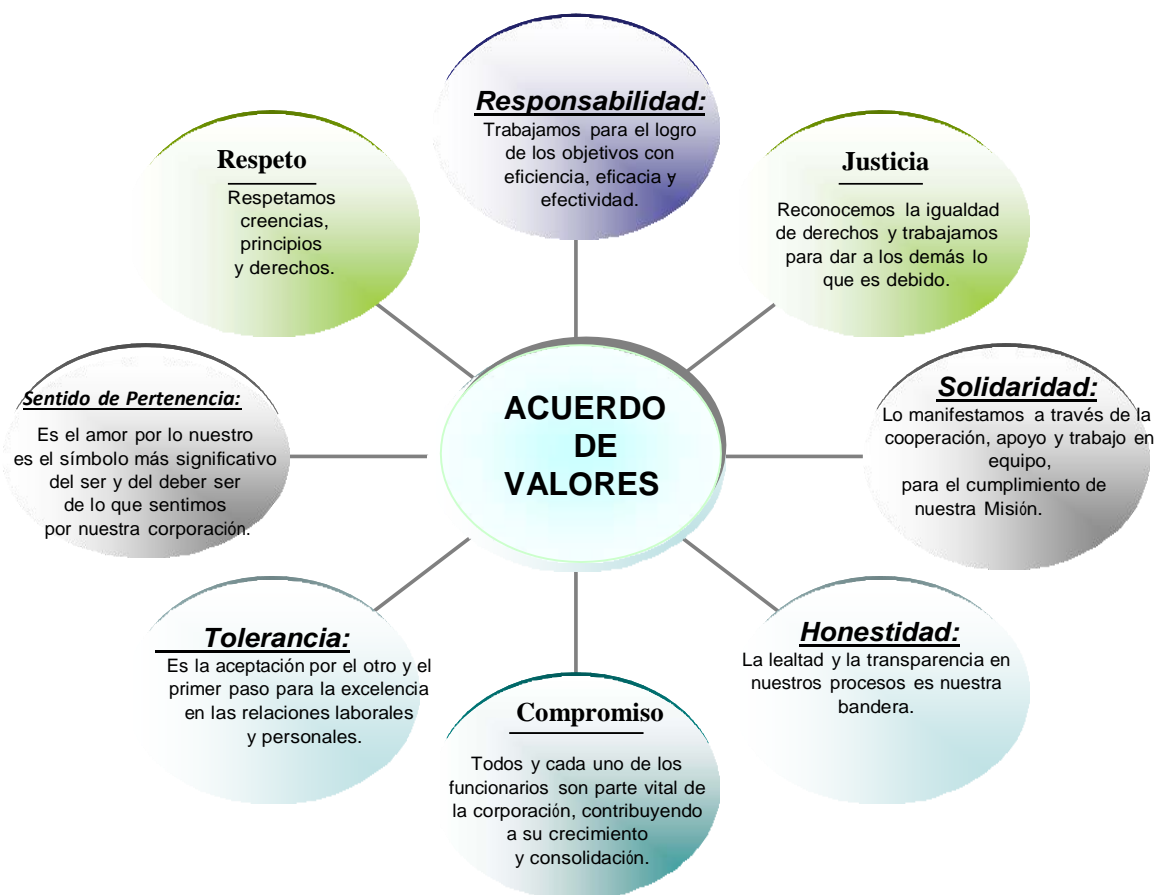 Responsabilidad:
Trabajamos para el logro
de los objetivos con
eficiencia, eficacia y
efectividad.
Respeto
Respetamos
creencias,
principios
y derechos.
Justicia
Reconocemos la igualdad
de derechos y trabajamos
para dar a los demás lo
que es debido.
Sentido de Pertenencia:
Es el amor por lo nuestro
es el símbolo más significativo
del ser y del deber ser
de lo que sentimos
por nuestra corporación.
ACUERDO
DE
VALORES
Solidaridad:
Lo manifestamos a través de la
cooperación, apoyo y trabajo en
equipo,
para el cumplimiento de
nuestra Misión.
Tolerancia:
Es la aceptación por el otro y el
primer paso para la excelencia
en las relaciones laborales
y personales.
Honestidad:
La lealtad y la transparencia en
nuestros procesos es nuestra
bandera.
Compromiso
Todos y cada uno de los
funcionarios son parte vital de
la corporación, contribuyendo
a su crecimiento
y consolidación.